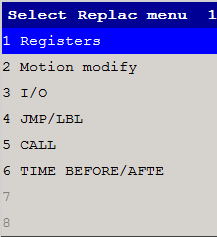 Select Replac menu 1
1 Registers
2 Motion modify
3 I/O
4 JMP/LBL
5 CALL
6 TIME BEFORE/AFTE
7
8